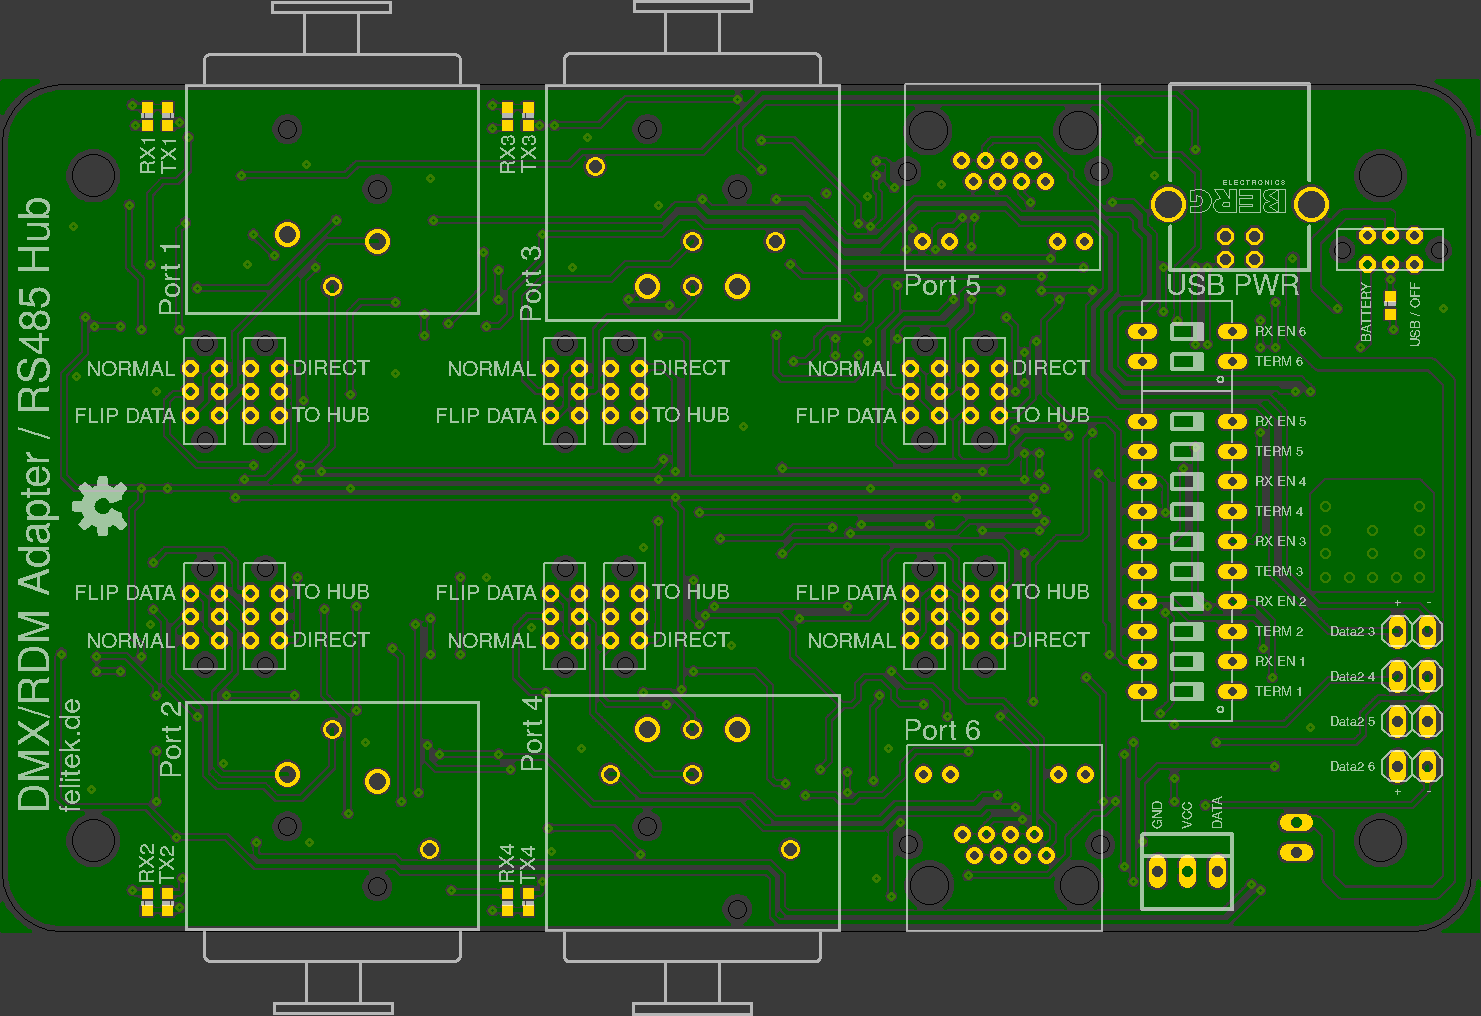 DMX/RDM Adapter / RS485 Hub
felitek.de
RX1
TX1
Port 1
RX3
TX3
Port 3
Port 5
ELECTRONICS
BERG
USB PWR
BATTERY
USB / OFF
NORMAL
DIRECT
FLIP DATA
TO HUB
NORMAL
DIRECT
FLIP DATA
TO HUB
NORMAL
DIRECT
FLIP DATA
TO HUB
RX EN 6
TERM 6
RX EN 5
TERM 5
RX EN 4
TERM 4
RX EN 3
TERM 3
RX EN 2
TERM 2
RX EN 1
TERM 1
FLIP DATA
TO HUB
NORMAL
DIRECT
FLIP DATA
TO HUB
NORMAL
DIRECT
FLIP DATA
TO HUB
NORMAL
DIRECT
+ -
Data2 3
Data2 4
Data2 5
Data2 6
+ -
Port 2
RX2
TX2
Port 4
RX4
TX4
Port 6
GND
VCC
DATA